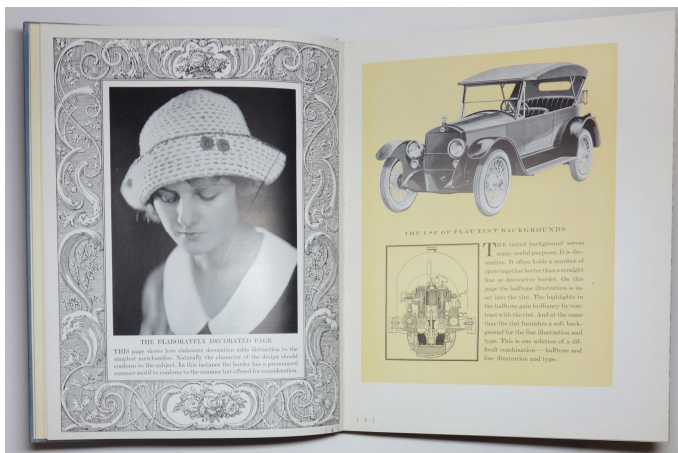 THE ELABORATELY DECORATED PAGE
THIS page shows how elaborate decoration adds distinction to the
simplest merchandise. Naturally the character of the design should
conform to the subject. In this instance the border has a pronounced
summer motif to conform to the summer hat offered for consideration.
THE USE OF FLAT TINT BACKGROUNDS
THE tinted background serves
many useful purposes. It is dec-
orative. It often holds a number of
spots together better than a straight
line or decorative border. On this
page the halftone illustration is in-
set into the tint. The highlights in
the halftone gain brilliancy by con-
trast with the tint. And at the same
time the tint furnishes a soft back-
ground for the line illustration and
type. This is one solution of a dif-
ficult combination — halftone and
line illustration and type.